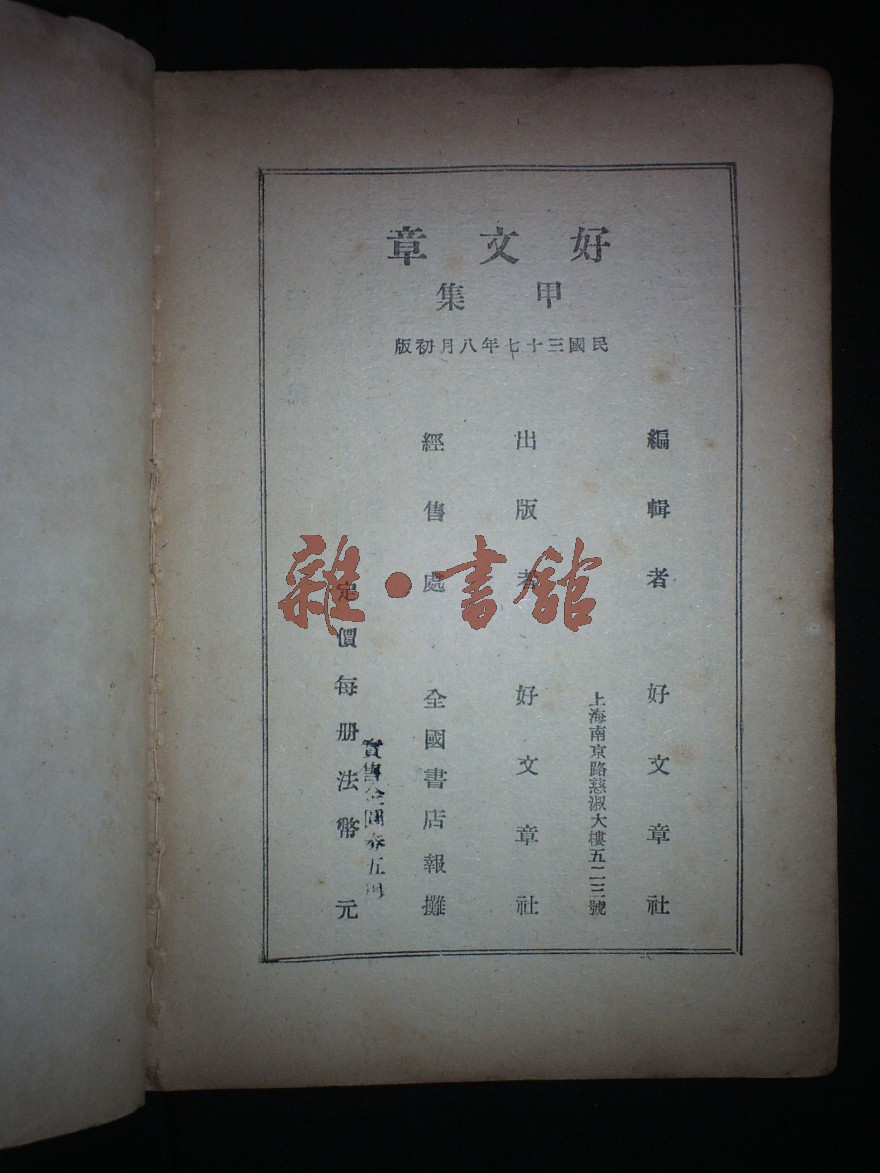 好文章
甲集
民國三十七年八月初版
編輯者 好文章社
上海南京路慈淑大樓五二三號
出版者 好文章社
經售處 全國書店報攤
實售金圓券五
定價每册法幣 元
雜·書館